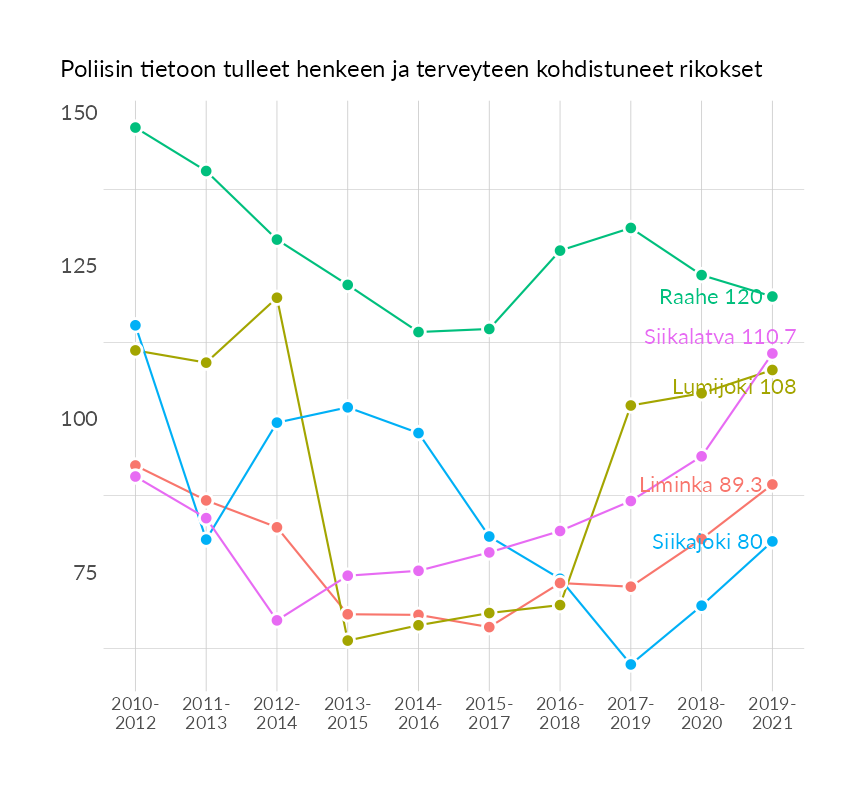 Poliisin tietoon tulleet henkeen ja terveyteen kohdistuneet rikokset
150
125
100
75
Raahe 120
Siikalatva 110.7
Lumijoki 108
Liminka 89.3
Siikajoki 80
2010- 2011- 2012- 2013- 2014- 2015- 2016- 2017- 2018- 2019-
2012 2013 2014 2015 2016 2017 2018 2019 2020 2021